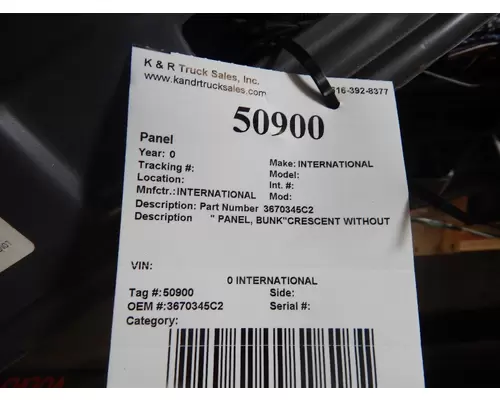 K & R Truck Sales, Inc.
www.kandrtrucksales.com 16-392-8377
50900
Panel
Year: 0 Make: INTERNATIONAL
Tracking #: Model:
Location: Int. #:
Mnfctr.: INTERNATIONAL Mod:
Description: Part Number 3670345C2
Description " PANEL, BUNK"CRESCENT WITHOUT
VIN:
0 INTERNATIONAL
Tag #:50900 Side:
OEM #:3670345C2 Serial #:
Category: